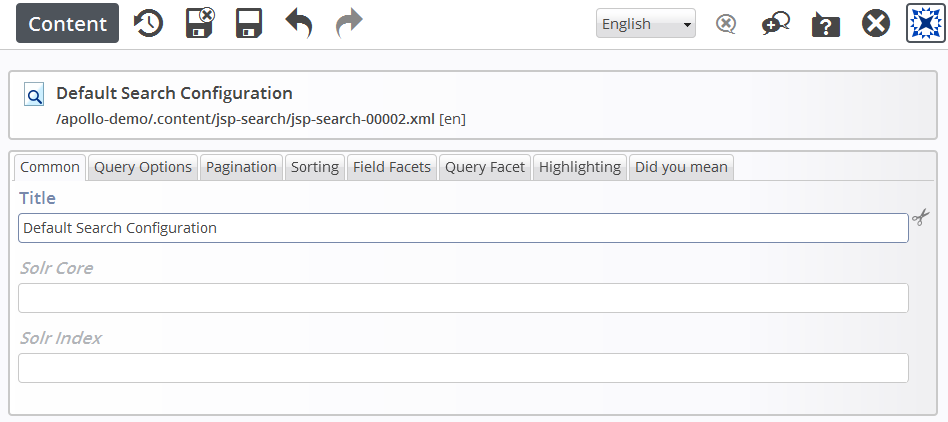 Content English
Default Search Configuration
/apollo-demo/.content/jsp-search/jsp-search-00002.xml [en]
Common Query Options Pagination Sorting Field Facets Query Facet Highlighting Did you mean
Title
Default Search Configuration
Solr Core
Solr Index